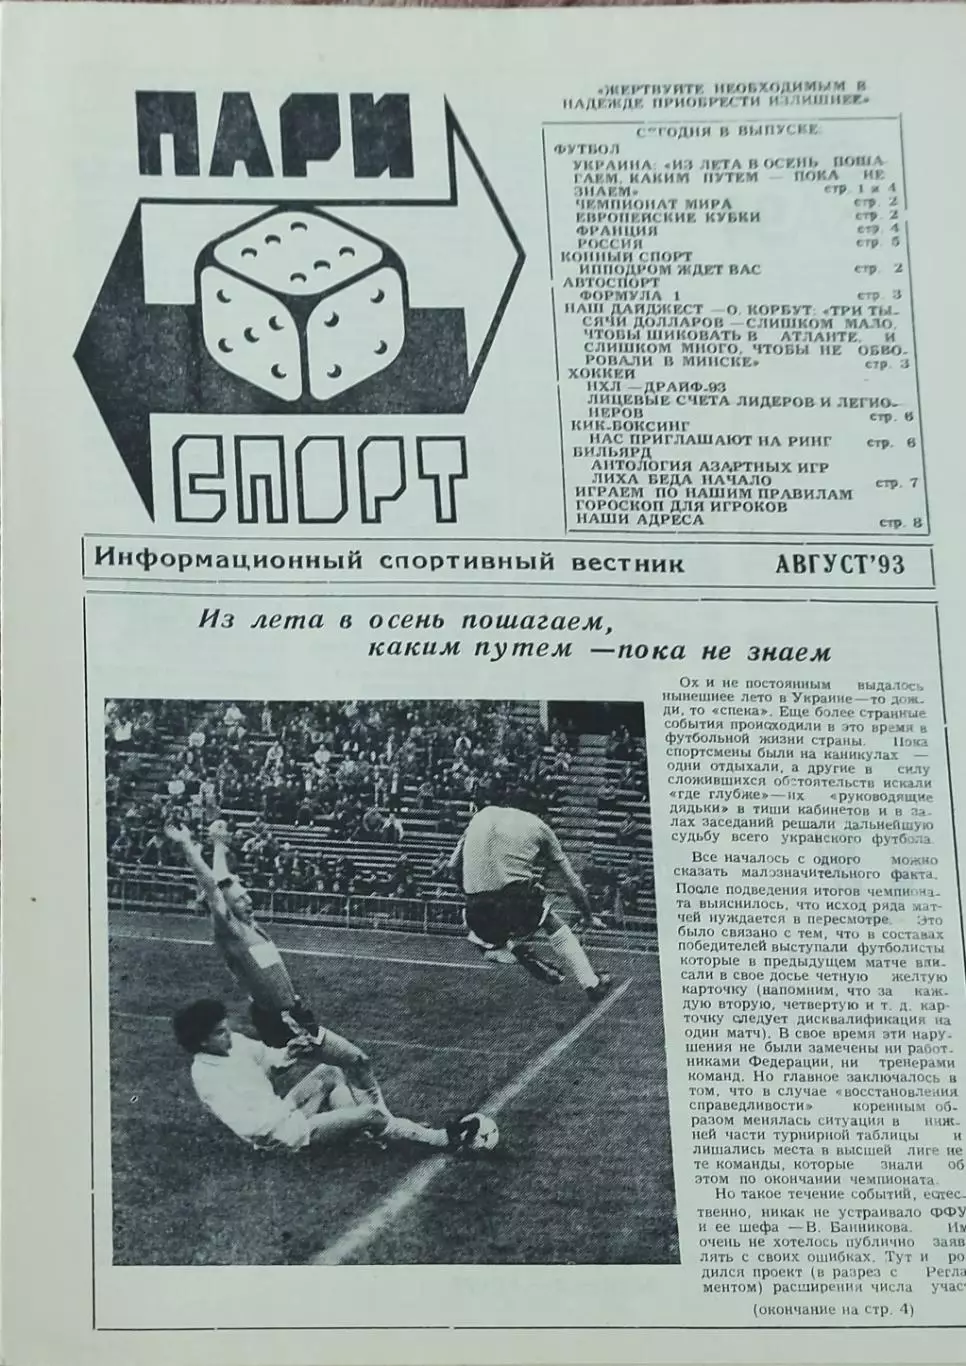 ПАРИ
СПОРТ
«ЖЕРТВУЙТЕ НЕОБХОДИМЫМ В
НАДЕЖДЕ ПРИОБРЕСТИ ИЗЛИШНЕЕ»
СЕГОДНЯ В ВЫПУСКЕ:
ФУТБОЛ
УКРАИНА: «ИЗ ЛЕТА В ОСЕНЬ ПОША-
ГАЕМ, КАКИМ ПУТЕМ — ПОКА НЕ
ЗНАЕМ» стр. 1 и 4
ЧЕМПИОНАТ МИРА стр. 2
ЕВРОПЕЙСКИЕ КУБКИ стр. 2
ФРАНЦИЯ стр. 4
РОССИЯ стр. 5
КОННЫЙ СПОРТ
ИППОДРОМ ЖДЕТ ВАС стр. 2
АВТОСПОРТ
ФОРМУЛА 1 стр. 3
НАШ ДАЙДЖЕСТ — О. КОРБУТ: «ТРИ ТЫ-
СЯЧИ ДОЛЛАРОВ — СЛИШКОМ МАЛО,
ЧТОБЫ ШИКОВАТЬ В АТЛАНТЕ, И
СЛИШКОМ МНОГО, ЧТОБЫ НЕ ОБВО-
РОВАЛИ В МИНСКЕ» стр. 3
ХОККЕЙ
НХЛ — ДРАФТ-93
ЛИЦЕВЫЕ СЧЕТА ЛИДЕРОВ И ЛЕГИО-
НЕРОВ стр. 6
КИК-БОКСИНГ
НАС ПРИГЛАШАЮТ НА РИНГ стр. 6
БИЛЬЯРД
АНТОЛОГИЯ АЗАРТНЫХ ИГР
ЛИХА БЕДА НАЧАЛО стр. 7
ИГРАЕМ ПО НАШИМ ПРАВИЛАМ
ГОРОСКОП ДЛЯ ИГРОКОВ
НАШИ АДРЕСА стр. 8
Информационный спортивный вестник АВГУСТ'93
Из лета в осень пошагаем,
каким путем —пока не знаем
Ох и не постоянным выдалось
нынешнее лето в Украине—то дож-
ди, то «спека». Еще более странные
события происходили в это время в
футбольной жизни страны. Пока
спортсмены были на каникулах —
одни отдыхали, а другие в силу
сложившихся обстоятельств искали
«где глубже»—их «руководящие
дядьки» в тиши кабинетов и в за-
лах заседаний решали дальнейшую
судьбу всего украского футбола.
Все началось с одного можно
сказать малозначительного факта.
После подведения итогов чемпиона-
та выяснилось, что исход ряда мат-
чей нуждается в пересмотре. Это
было связано с тем, что в составах
победителей выступали футболисты
которые в предыдущем матче впи-
сали в свое досье четную желтую
карточку (напомним, что за каж-
дую вторую, четвертую и т. д. кар-
точку следует дисквалификация на
один матч). В свое время эти нару-
шения не были замечены ни работ-
никами Федерации, ни тренерами
команд. Но главное заключалось в
том, что в случае «восстановления
справедливости» коренным об-
разом менялась ситуация в ниж-
ней части турнирной таблицы и
лишались места в высшей лиге не
те команды, которые знали об
этом по окончании чемпионата.
Но такое течение событий, естес-
твенно, никак не устраивало ФФУ
и ее шефа — В. Банникова. Им
очень не хотелось публично заяв
лять с своих ошибках. Тут и ро
дился проект (в разрез с Регла
ментом) расширения числа учас
(окончание на стр. 4)